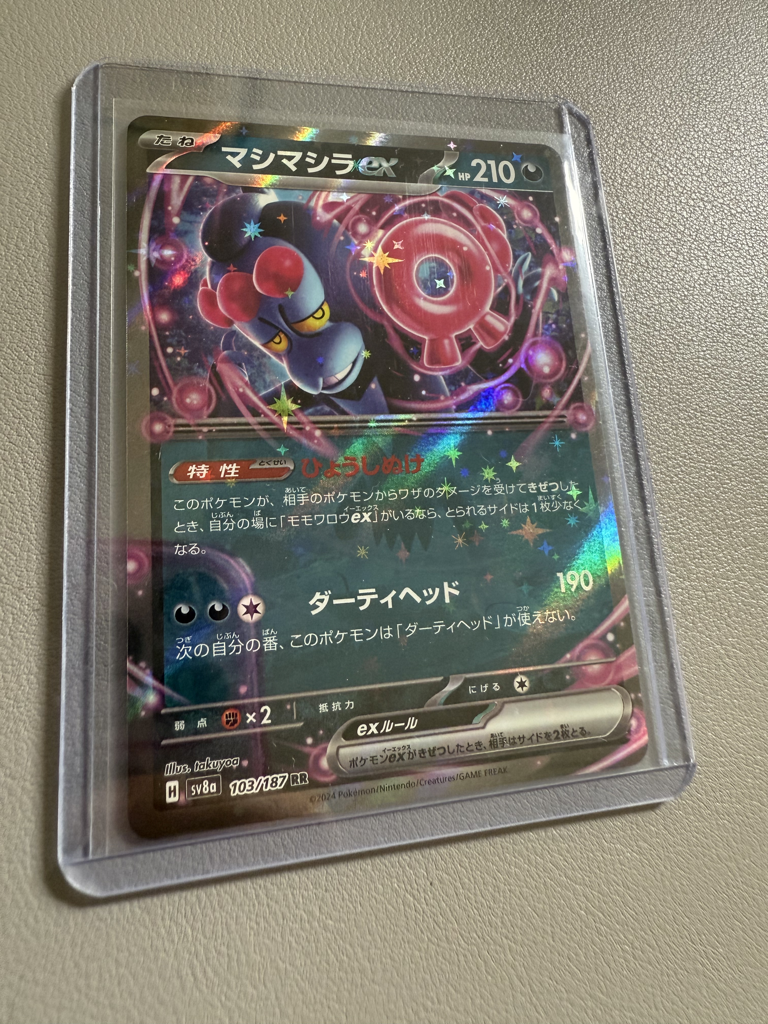 たね
マシマシラex
HP 210
特性
とくせい
ひょうしぬけ
このポケモンが、相手のポケモンからワザのダメージを受けてきぜつした
とき、自分の場に「モモワロウex」がいるなら、とられるサイドは1枚少なく
なる。
ダーティヘッド 190
次の自分の番、このポケモンは「ダーティヘッド」が使えない。
弱点 ×2 抵抗力 にげる
exルール
ポケモンexがきぜつしたとき、相手はサイドを2枚とる。
Illus. takuyoa
H sv8a 103/187 RR
©2024 Pokémon/Nintendo/Creatures/GAME FREAK